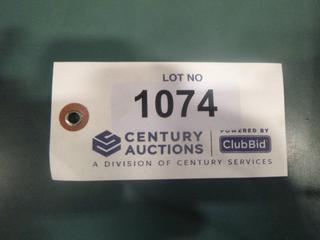 LOT NO
1074
CENTURY AUCTIONS
POWERED BY
ClubBid
A DIVISION OF CENTURY SERVICES